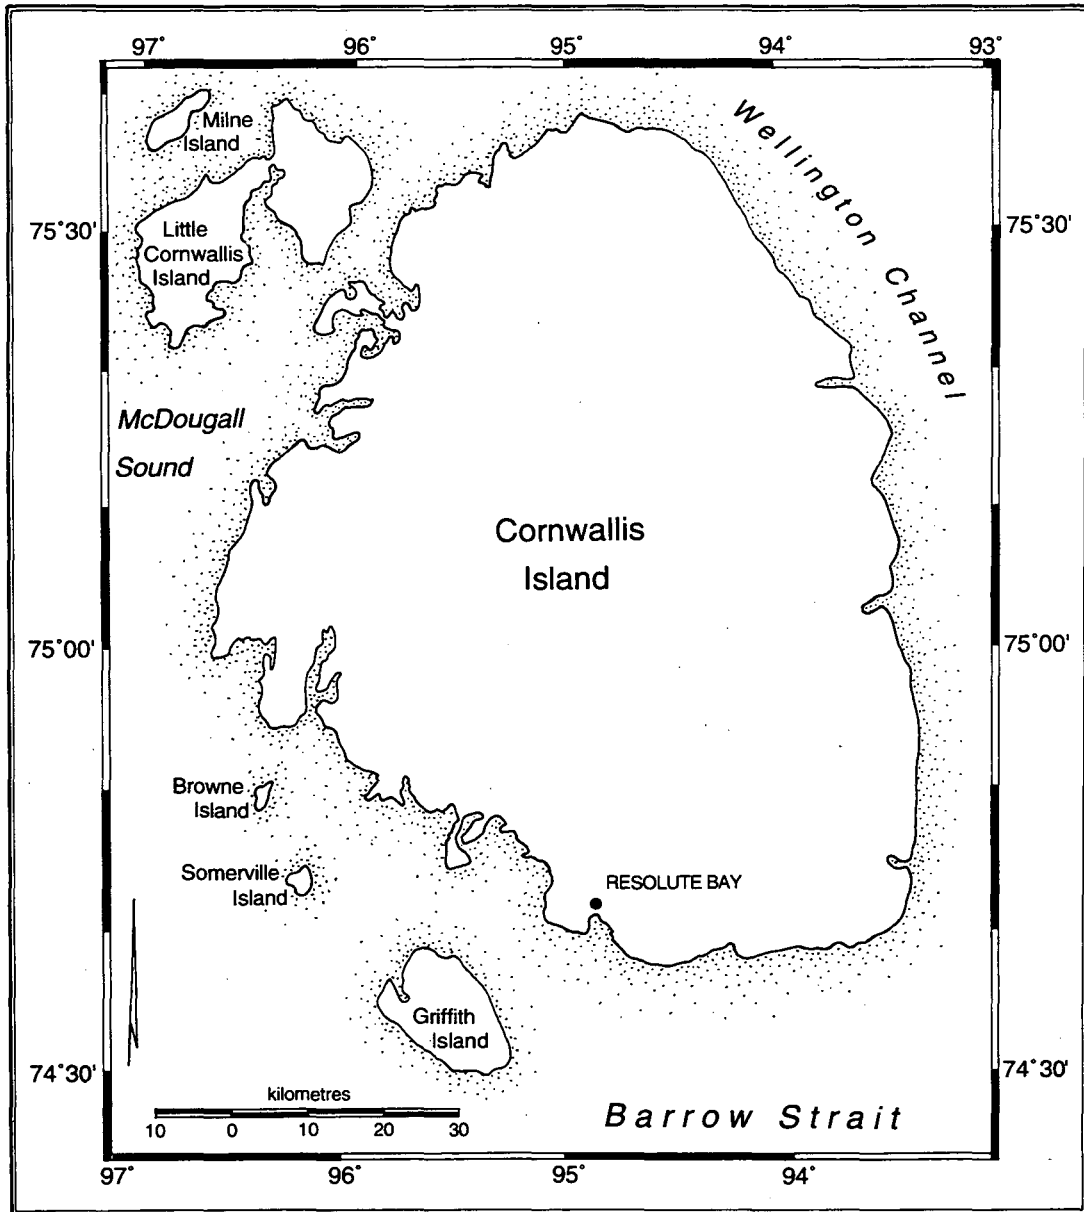 97° 96° 95° 94° 93°
Milne
Island
Wellington Channel
75°30' 75°30'
Little
Cornwallis
Island
McDougall
Sound
Cornwallis
Island
75°00' 75°00'
Browne
Island
Somerville
Island
RESOLUTE BAY
Griffith
Island
74°30' 74°30'
kilometres
10 0 10 20 30
Barrow Strait
97° 96° 95° 94°